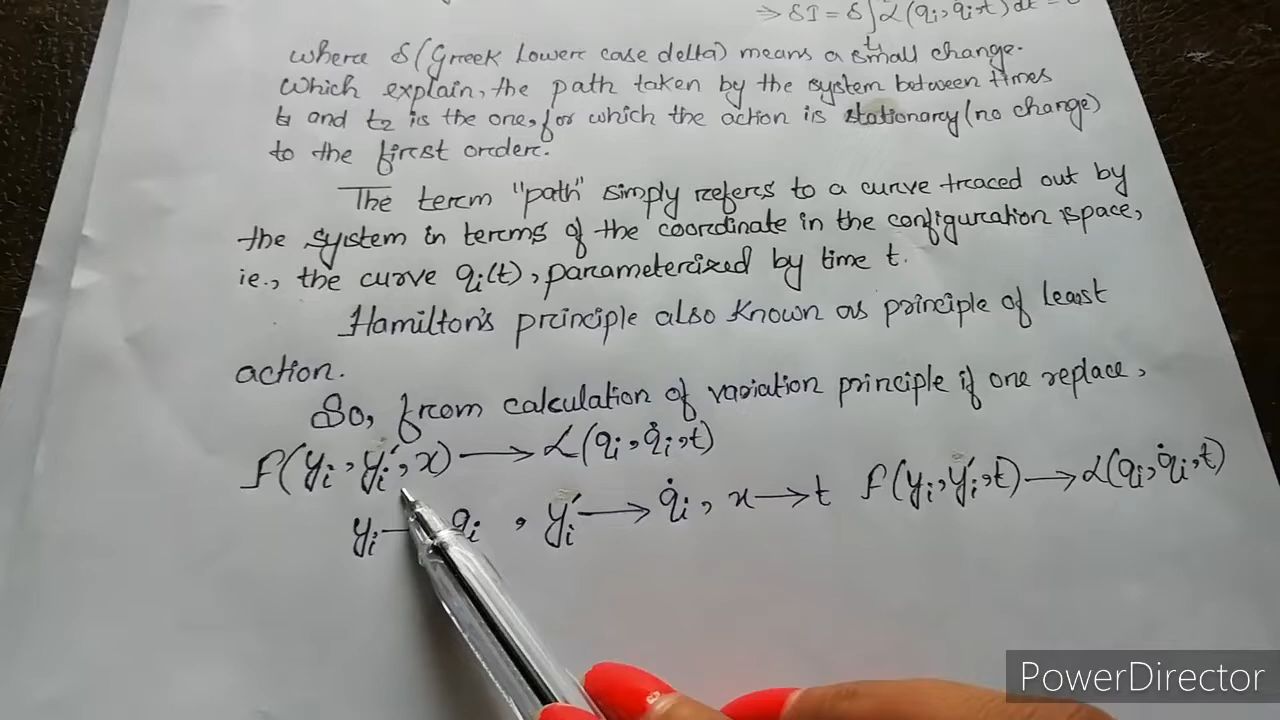 ⇒ δI = δ∫L(qi, q̇i, t) dt =
where δ (Greek Lower case delta) means a small change.
Which explain, the path taken by the system between times
t1 and t2 is the one, for which the action is stationary (no change)
to the first order.
The term "path" simply refers to a curve traced out by
the system in terms of the coordinate in the configuration space,
ie., the curve qi(t), parameterized by time t.
Hamilton's principle also known as principle of least
action.
So, from calculation of variation principle if one replace,
f(yi, yi′, x) → L(qi, q̇i, t)
yi → qi , yi′ → q̇i, x → t f(yi, yi′, t) → L(qi, q̇i, t)
PowerDirector